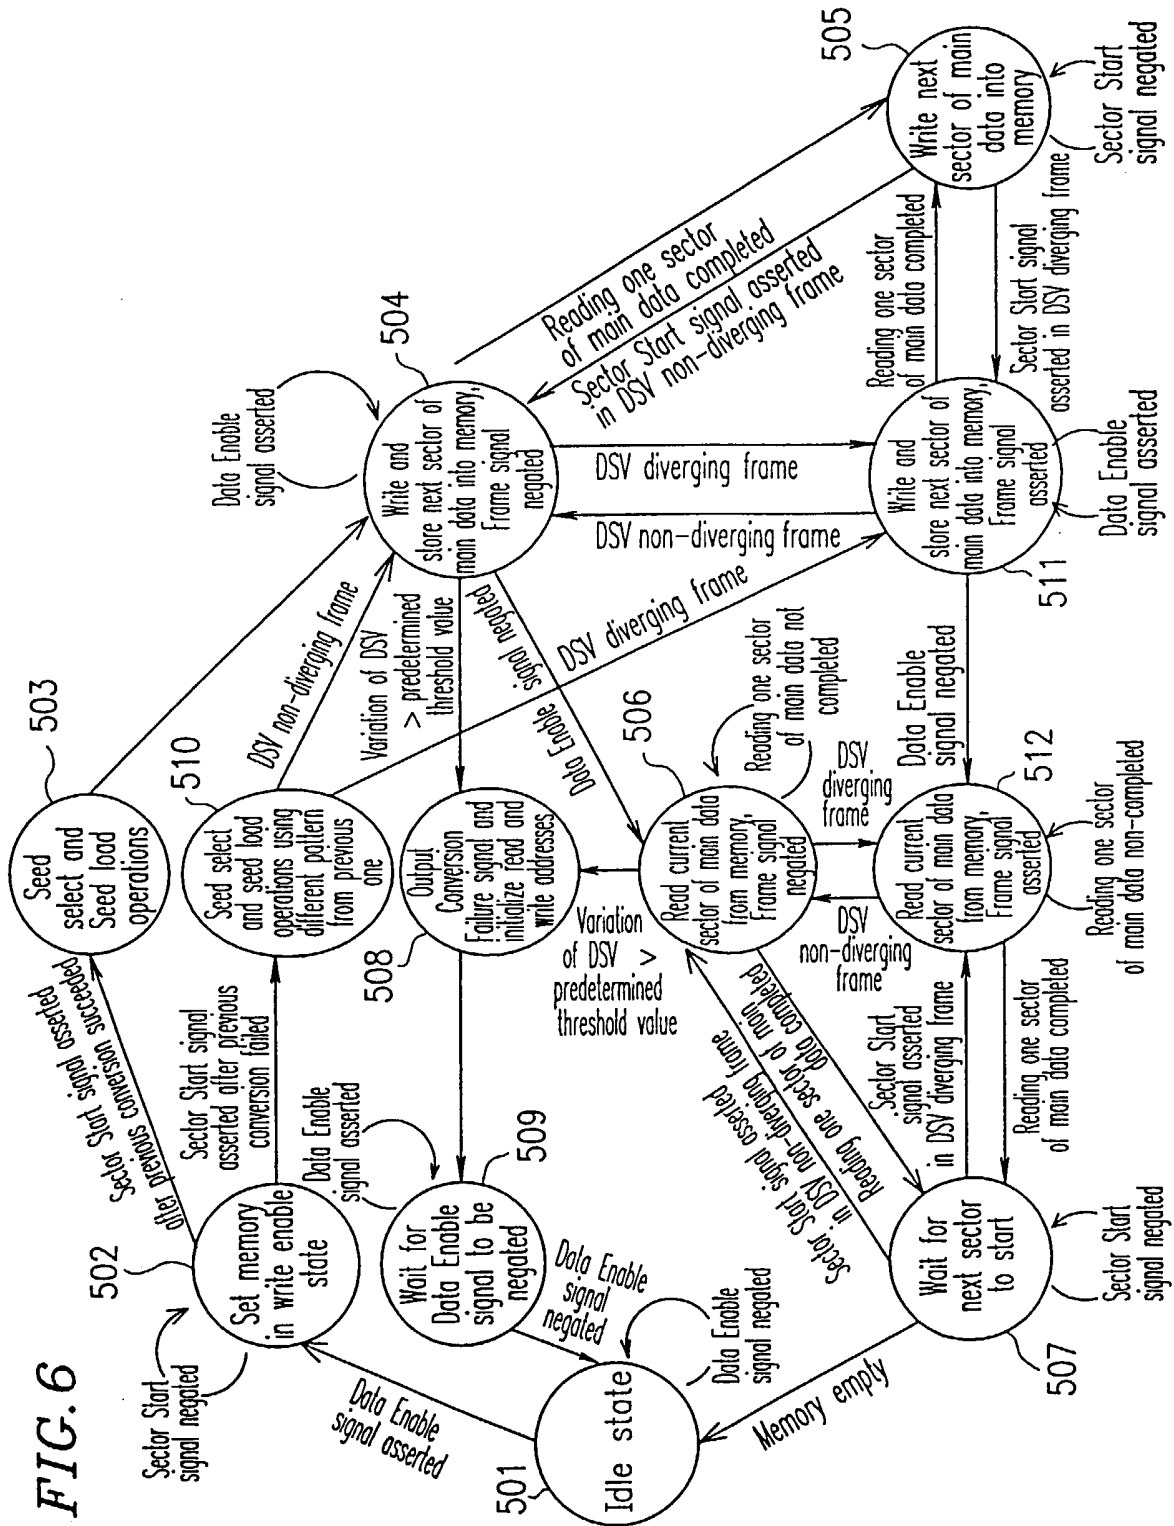 FIG. 6
501
Idle state
Data Enable
signal negated
Data Enable
signal asserted
502
Set memory
in write enable
state
Sector Start
signal negated
Sector Start signal asserted
after previous conversion succeeded
503
Seed
select and
Seed load
operations
Sector Start signal
asserted after previous
conversion failed
510
Seed select
and seed load
operations using
different pattern
from previous
one
DSV non-diverging frame
DSV diverging frame
504
Write and
store next sector of
main data into memory,
Frame signal
negated
Data Enable
signal asserted
Variation of DSV
> predetermined
threshold value
Data Enable
signal negated
508
Output
Conversion
Failure signal and
initialize read and
write addresses
509
Wait for
Data Enable
signal to be
negated
Data Enable
signal asserted
Data Enable
signal
negated
DSV diverging frame
DSV non-diverging frame
Reading one sector
of main data completed
Sector Start signal asserted
in DSV non-diverging frame
505
Write next
sector of main
data into
memory
Sector Start
signal negated
Reading one sector
of main data completed
Sector Start signal
asserted in DSV diverging frame
511
Write and
store next sector of
main data into memory,
Frame signal
asserted
Data Enable
signal asserted
Data Enable
signal negated
506
Read current
sector of main data
from memory,
Frame signal
negated
Reading one sector
of main data not
completed
Variation
of DSV >
predetermined
threshold value
DSV
diverging
frame
DSV
non-diverging
frame
512
Read current
sector of main data
from memory,
Frame signal
asserted
Reading one sector
of main data non-completed
Reading one sector of main
data completed
Sector Start signal asserted
in DSV non-diverging frame
Sector Start
signal asserted
in DSV diverging frame
Reading one sector
of main data completed
507
Wait for
next sector
to start
Sector Start
signal negated
Memory empty